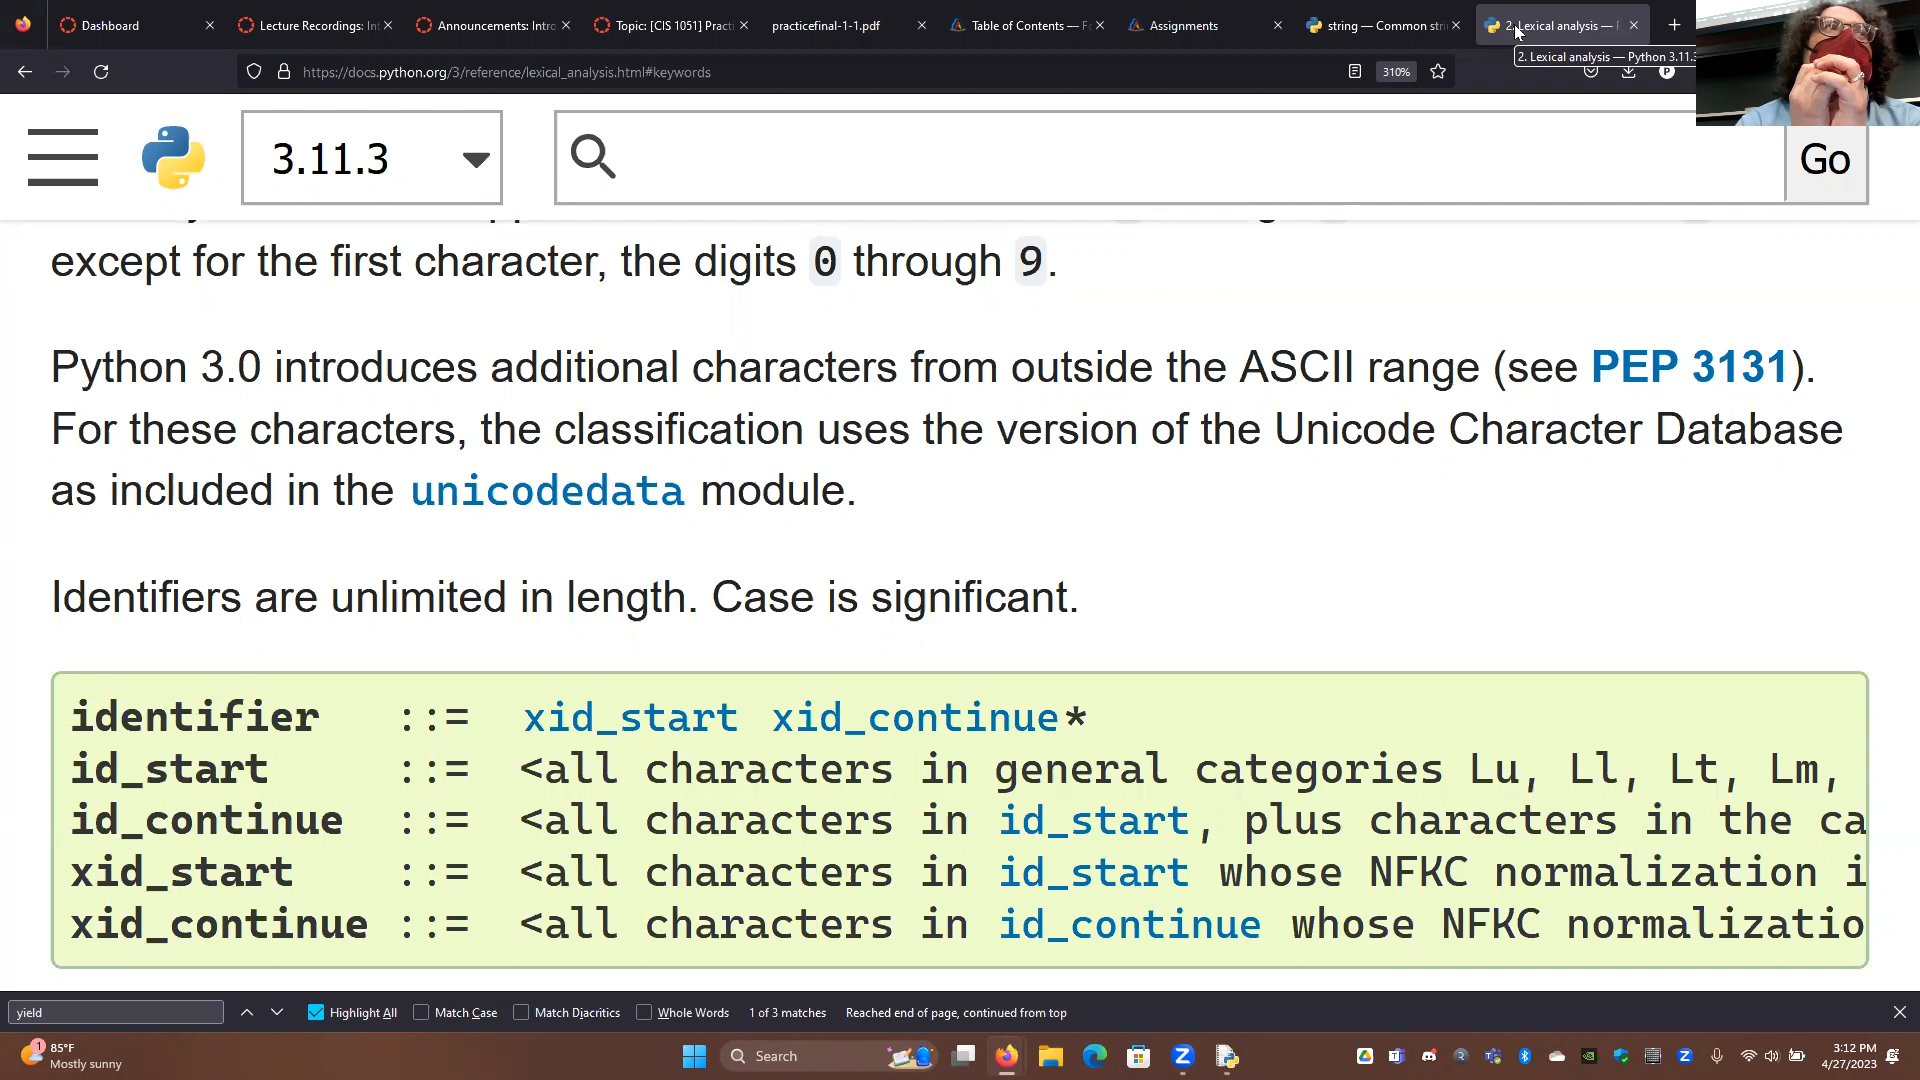 Dashboard
Lecture Recordings: Int
Announcements: Intro
Topic: [CIS 1051] Practi
practicefinal-1-1.pdf
Table of Contents — Fo
Assignments
string — Common stri
2. Lexical analysis — P
https://docs.python.org/3/reference/lexical_analysis.html#keywords
310%
2. Lexical analysis — Python 3.11.3
3.11.3
Go
except for the first character, the digits 0 through 9.
Python 3.0 introduces additional characters from outside the ASCII range (see PEP 3131).
For these characters, the classification uses the version of the Unicode Character Database
as included in the unicodedata module.
Identifiers are unlimited in length. Case is significant.
identifier ::= xid_start xid_continue*
id_start ::= <all characters in general categories Lu, Ll, Lt, Lm,
id_continue ::= <all characters in id_start, plus characters in the ca
xid_start ::= <all characters in id_start whose NFKC normalization i
xid_continue ::= <all characters in id_continue whose NFKC normalizatio
yield
Highlight All
Match Case
Match Diacritics
Whole Words
1 of 3 matches
Reached end of page, continued from top
1
85°F
Mostly sunny
Search
3:12 PM
4/27/2023